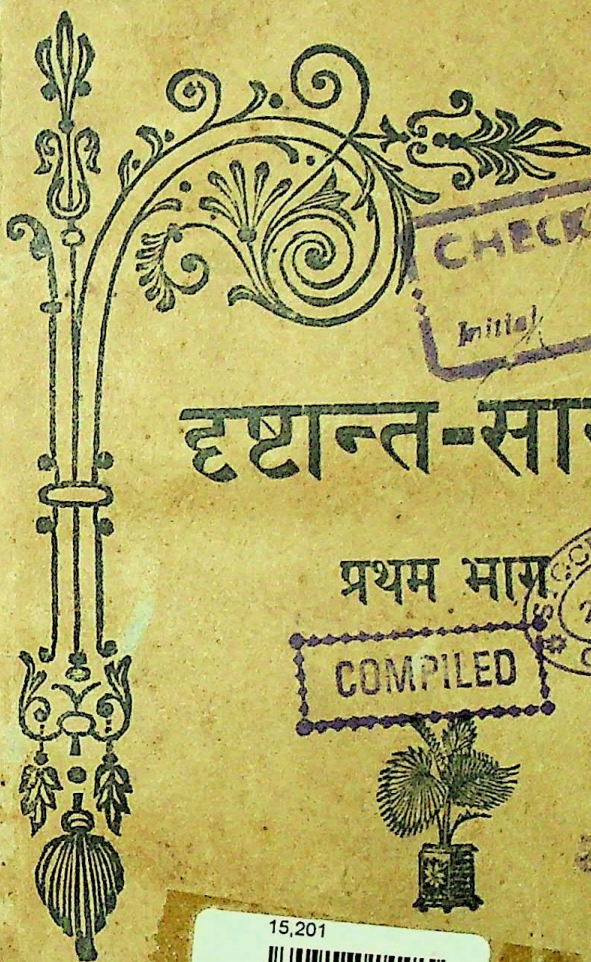 CHECK
Initial
दृष्टान्त-सा
प्रथम भाग
COMPILED
15,201